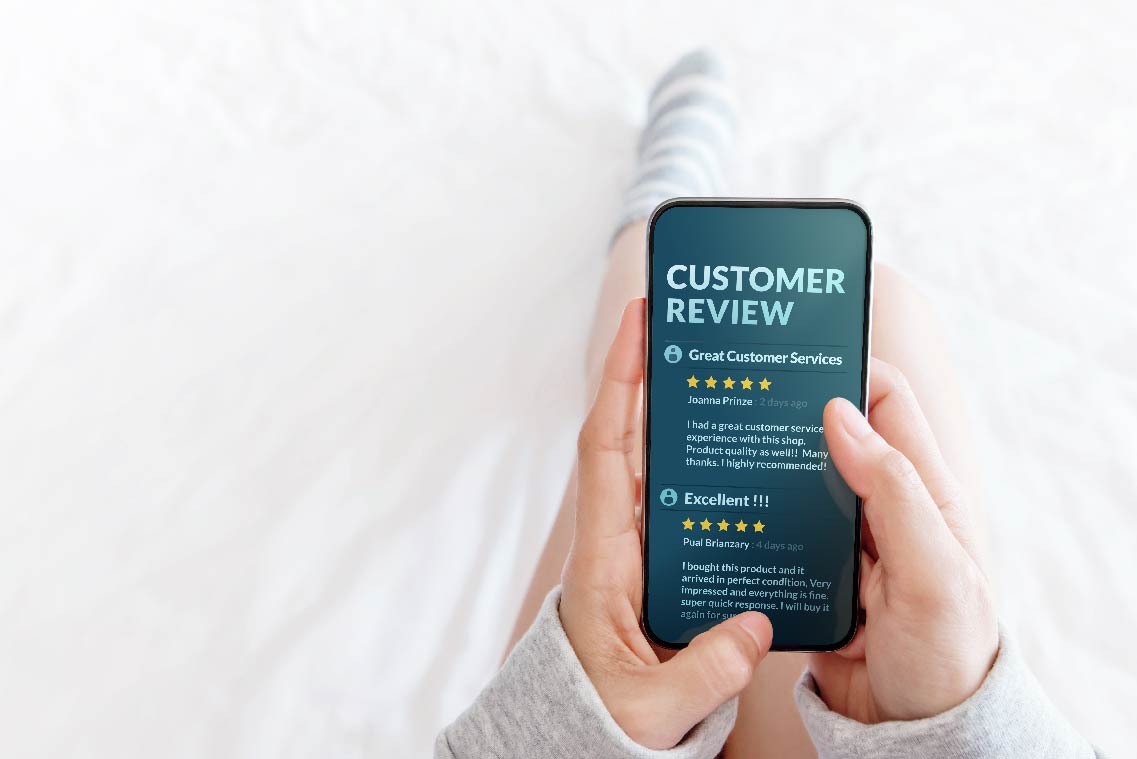 CUSTOMER
REVIEW
Great Customer Services
Joanna Prinze : 2 days ago
I had a great customer service
experience with this shop.
Product quality as well!! Many
thanks. I highly recommended!
Excellent !!!
Pual Brianzary : 4 days ago
I bought this product and it
arrived in perfect condition, Very
impressed and everything is fine.
super quick response. I will buy it
again for